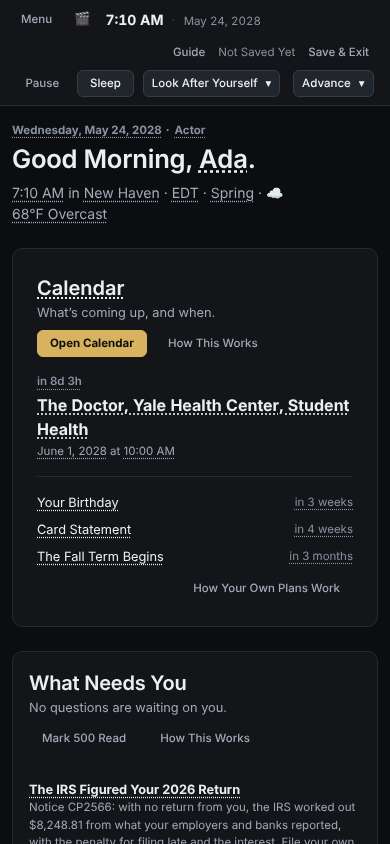 Menu 🎬 7:10 AM · May 24, 2028
Guide Not Saved Yet Save & Exit
Pause Sleep Look After Yourself ▾ Advance ▾
Wednesday, May 24, 2028 · Actor
Good Morning, Ada.
7:10 AM in New Haven · EDT · Spring · ☁️
68°F Overcast
Calendar
What's coming up, and when.
Open Calendar How This Works
in 8d 3h
The Doctor, Yale Health Center, Student
Health
June 1, 2028 at 10:00 AM
Your Birthday in 3 weeks
Card Statement in 4 weeks
The Fall Term Begins in 3 months
How Your Own Plans Work
What Needs You
No questions are waiting on you.
Mark 500 Read How This Works
The IRS Figured Your 2026 Return
Notice CP2566: with no return from you, the IRS worked out
$8,248.81 from what your employers and banks reported,
with the penalty for filing late and the interest. File your own